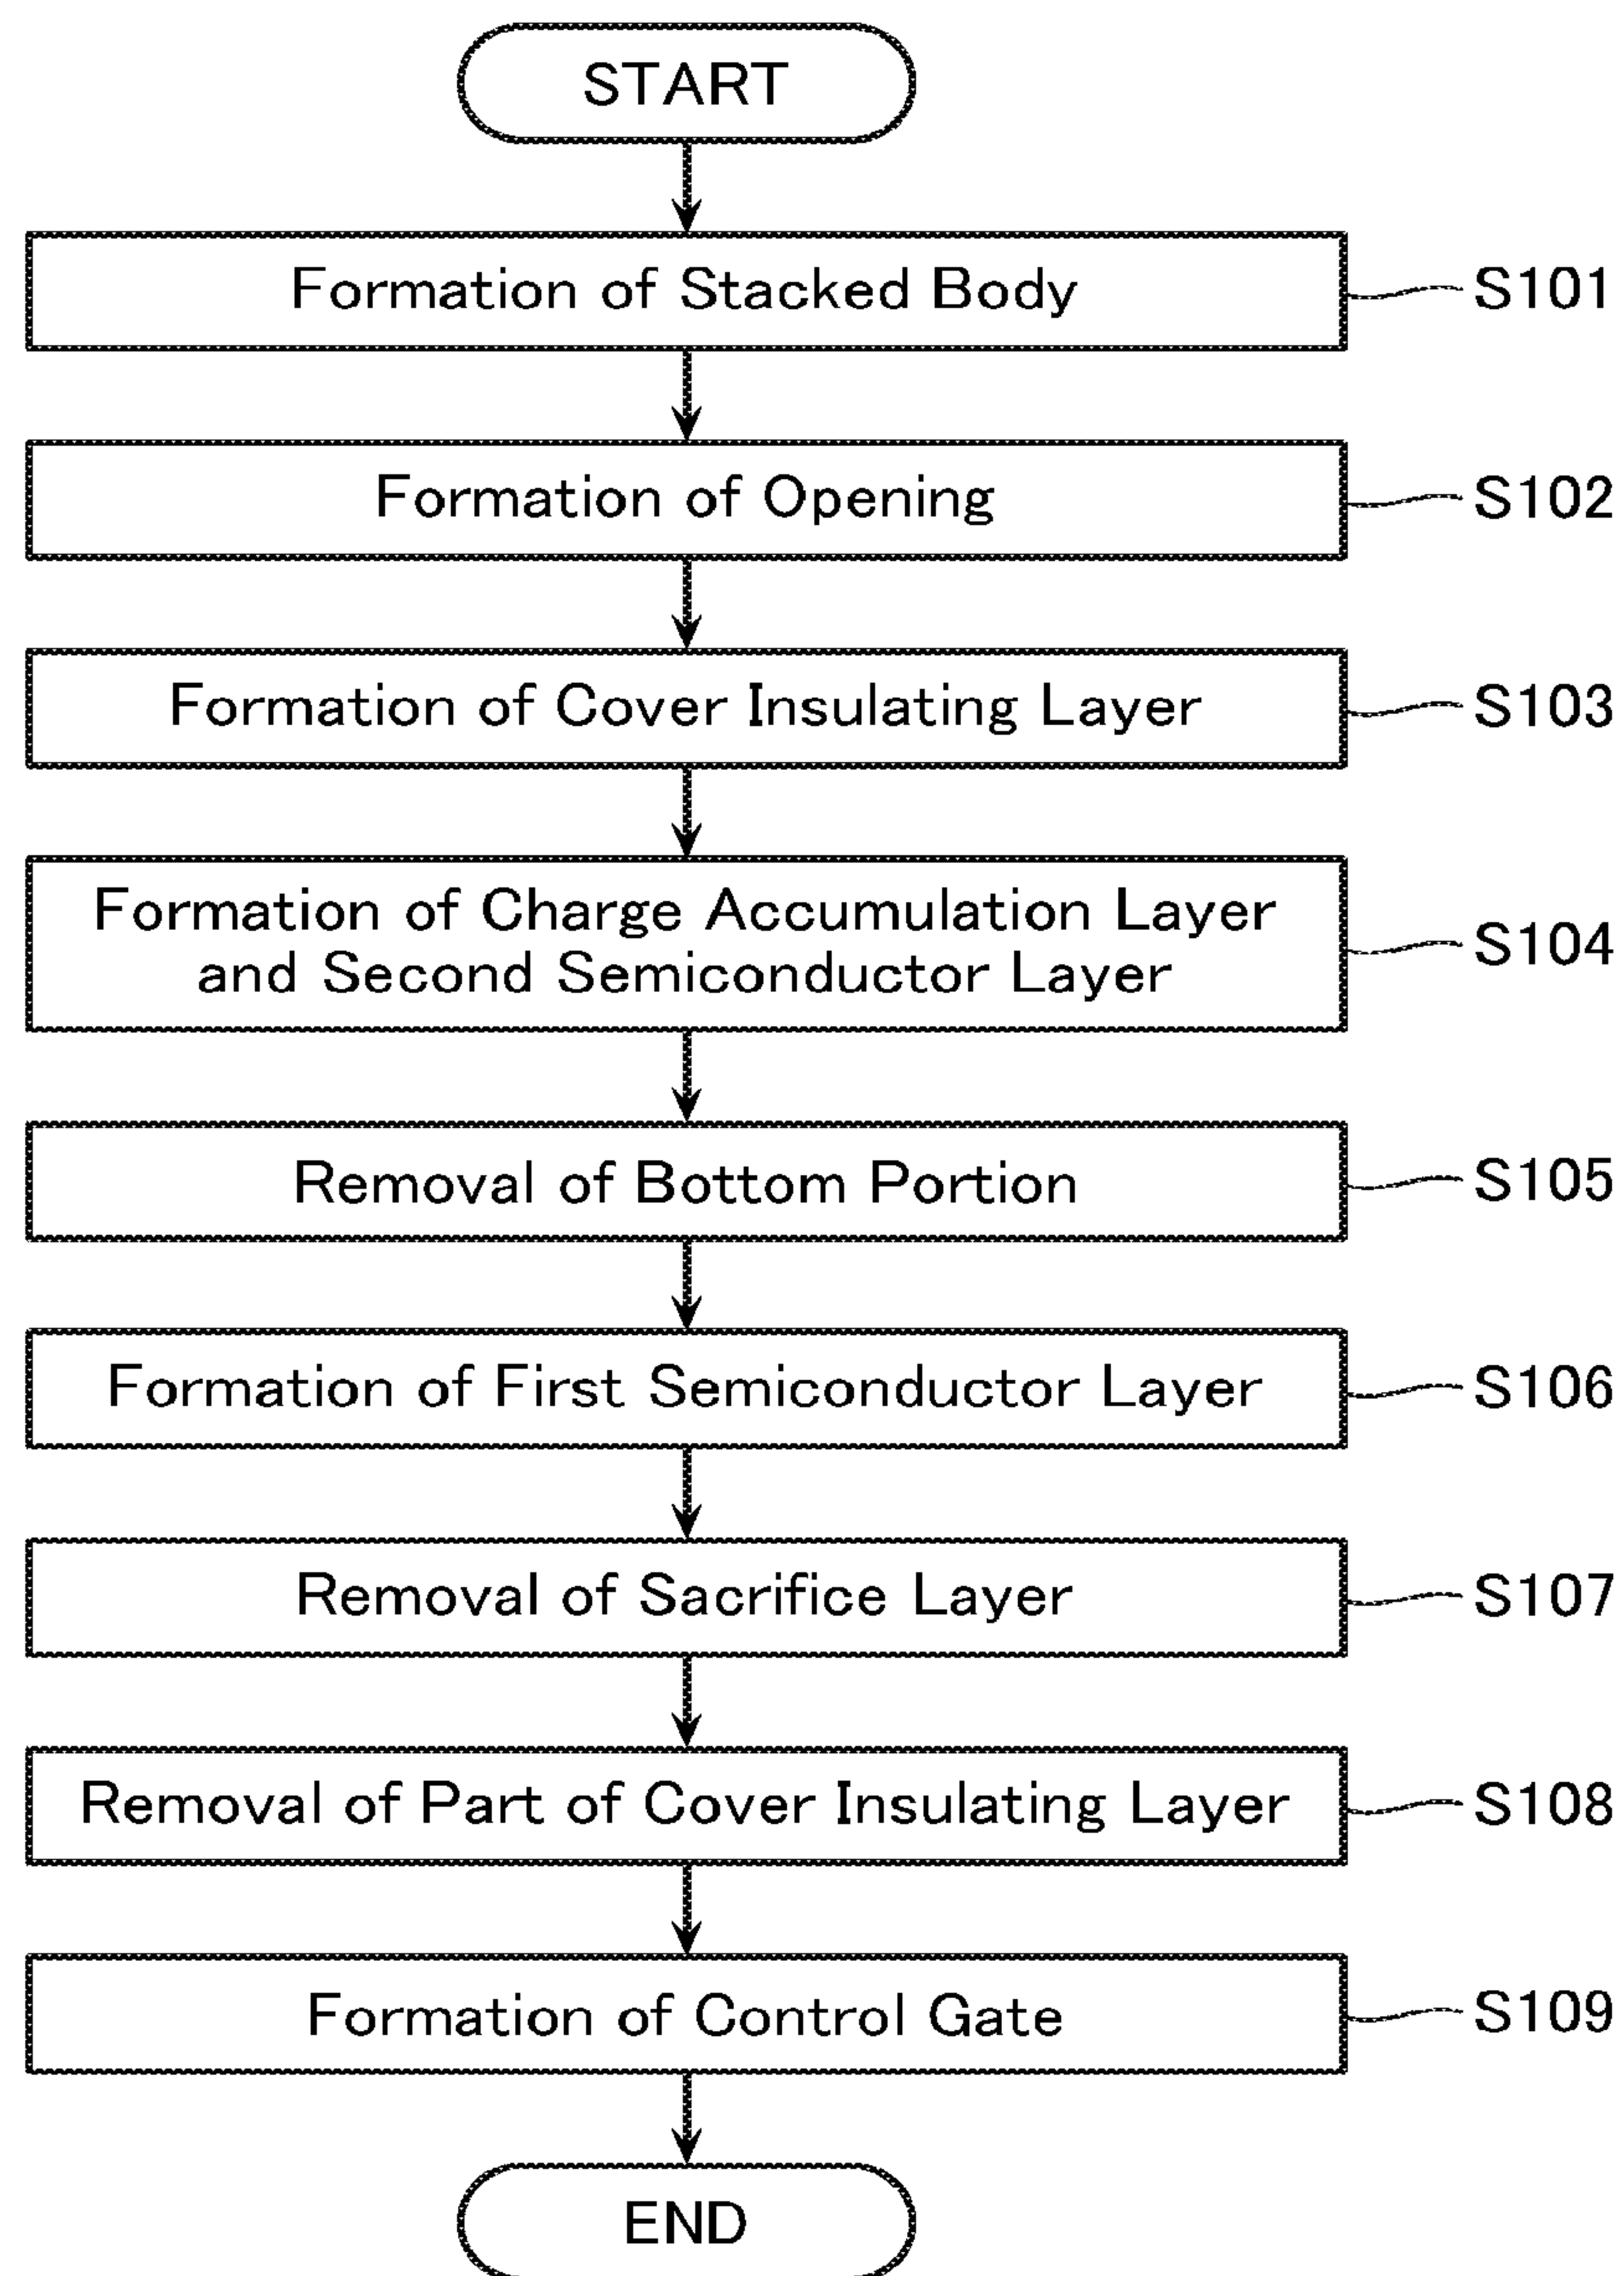 START
Formation of Stacked Body
S101
Formation of Opening
S102
Formation of Cover Insulating Layer
S103
Formation of Charge Accumulation Layer
and Second Semiconductor Layer
S104
Removal of Bottom Portion
S105
Formation of First Semiconductor Layer
S106
Removal of Sacrifice Layer
S107
Removal of Part of Cover Insulating Layer
S108
Formation of Control Gate
S109
END